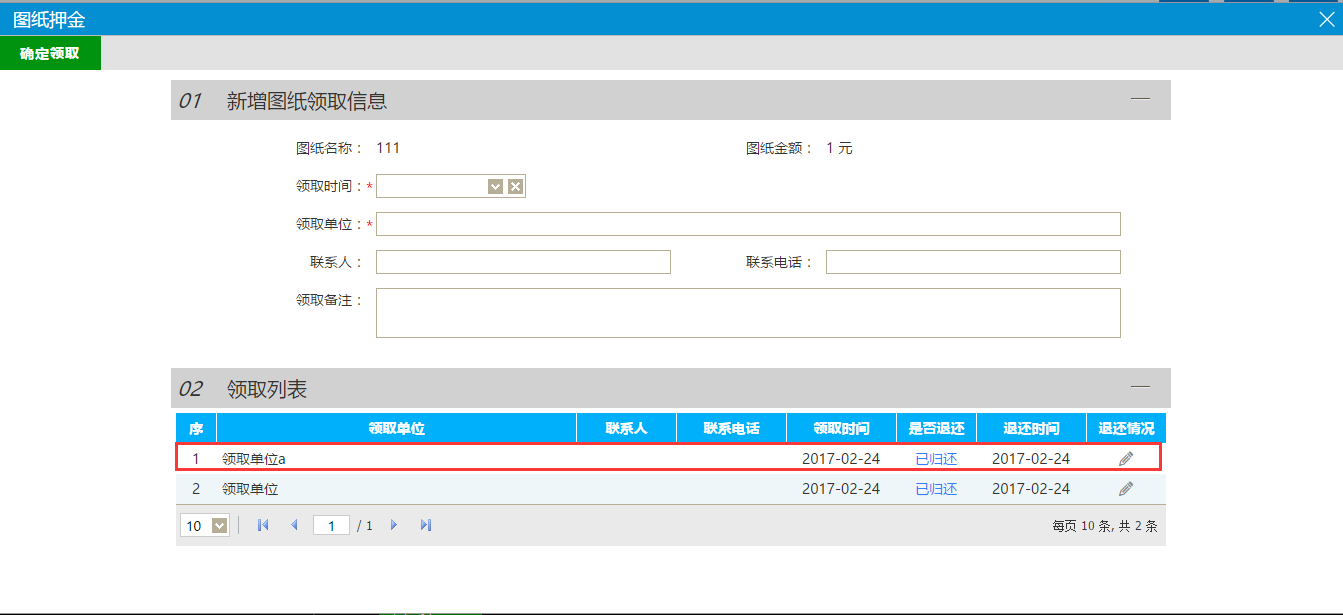 图纸押金
确定领取
01 新增图纸领取信息
图纸名称： 111 图纸金额： 1 元
领取时间：*
领取单位：*
联系人： 联系电话：
领取备注：
02 领取列表
序 领取单位 联系人 联系电话 领取时间 是否退还 退还时间 退还情况
1 领取单位a 2017-02-24 已归还 2017-02-24
2 领取单位 2017-02-24 已归还 2017-02-24
10 1 / 1 每页 10 条, 共 2 条